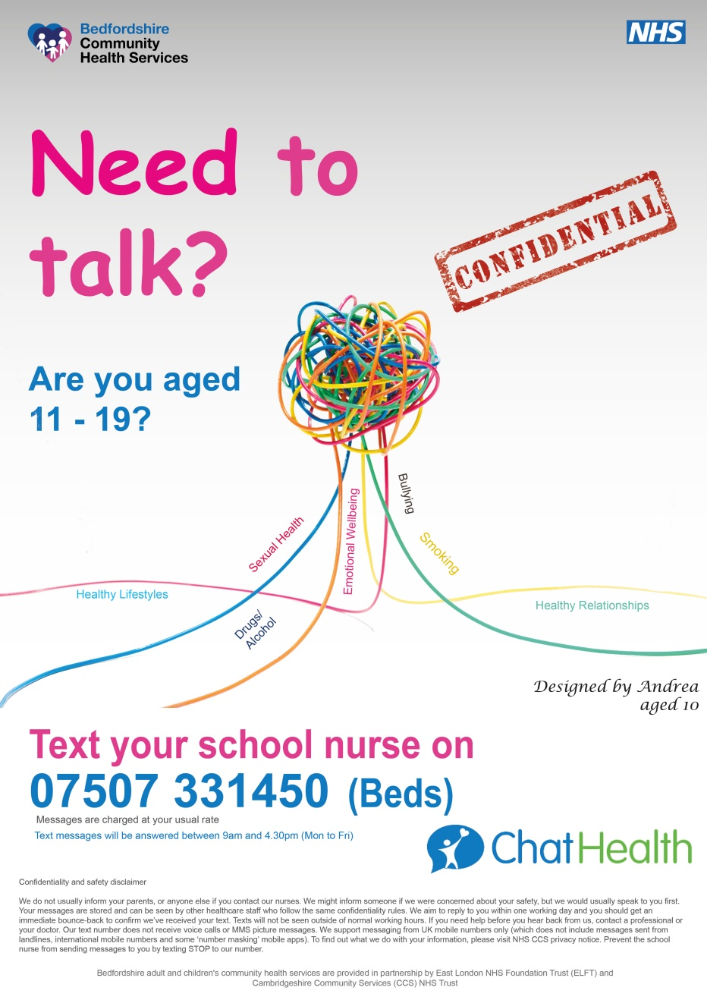 Bedfordshire
Community
Health Services
NHS
Need to
talk?
CONFIDENTIAL
Are you aged
11 - 19?
Bullying
Emotional Wellbeing
Sexual Health
Smoking
Healthy Lifestyles
Healthy Relationships
Drugs/
Alcohol
Designed by Andrea
aged 10
Text your school nurse on
07507 331450 (Beds)
Messages are charged at your usual rate
Text messages will be answered between 9am and 4.30pm (Mon to Fri)
ChatHealth
Confidentiality and safety disclaimer
We do not usually inform your parents, or anyone else if you contact our nurses. We might inform someone if we were concerned about your safety, but we would usually speak to you first.
Your messages are stored and can be seen by other healthcare staff who follow the same confidentiality rules. We aim to reply to you within one working day and you should get an
immediate bounce-back to confirm we've received your text. Texts will not be seen outside of normal working hours. If you need help before you hear back from us, contact a professional or
your doctor. Our text number does not receive voice calls or MMS picture messages. We support messaging from UK mobile numbers only (which does not include messages sent from
landlines, international mobile numbers and some 'number masking' mobile apps). To find out what we do with your information, please visit NHS CCS privacy notice. Prevent the school
nurse from sending messages to you by texting STOP to our number.
Bedfordshire adult and children's community health services are provided in partnership by East London NHS Foundation Trust (ELFT) and
Cambridgeshire Community Services (CCS) NHS Trust